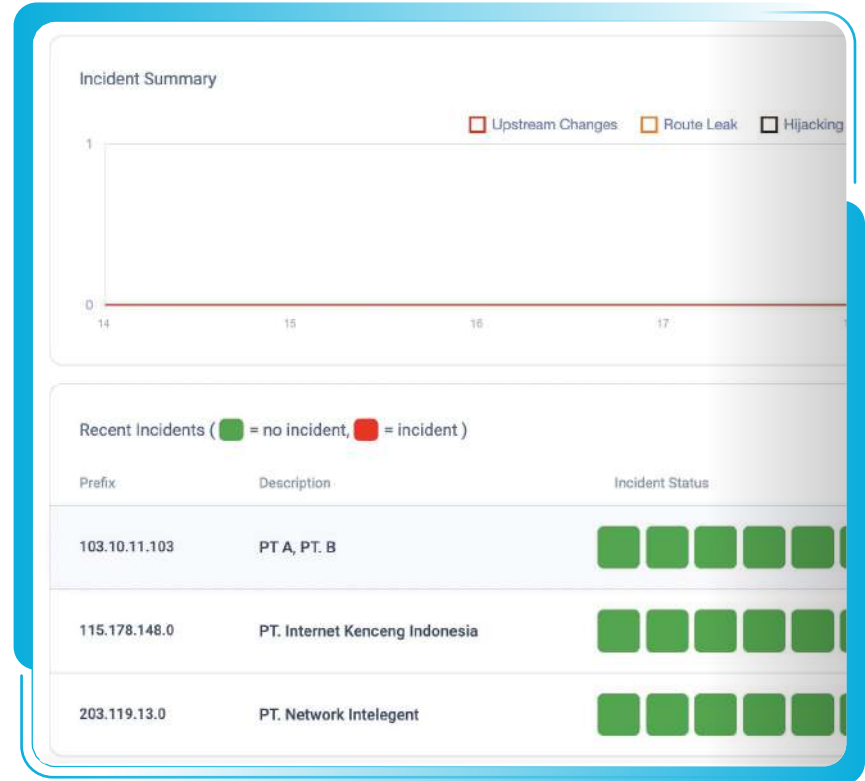 Incident Summary
Upstream Changes Route Leak Hijacking
1
0
14 15 16 17
Recent Incidents ( = no incident, = incident )
Prefix Description Incident Status
103.10.11.103 PT A, PT. B
115.178.148.0 PT. Internet Kenceng Indonesia
203.119.13.0 PT. Network Intelegent